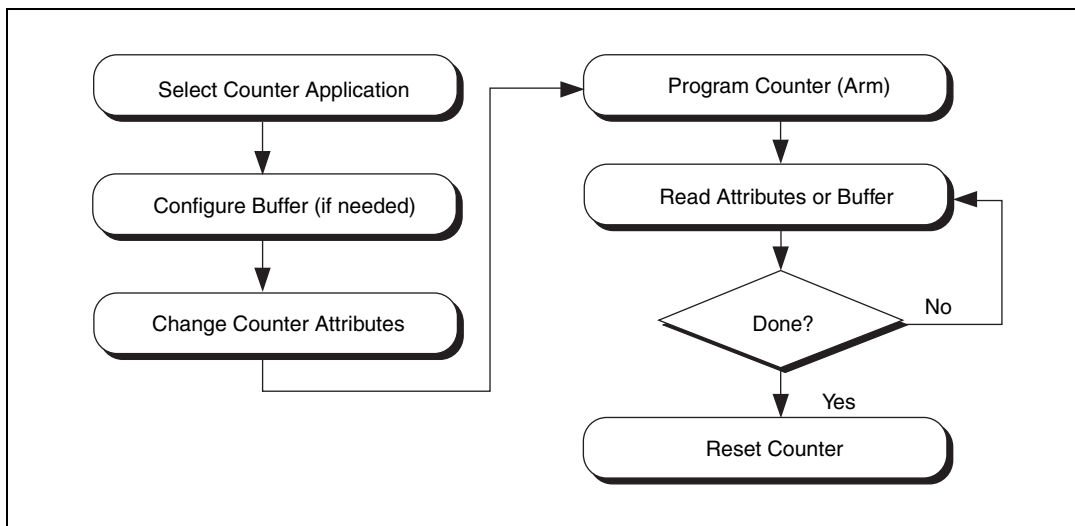 Select Counter Application
Configure Buffer (if needed)
Change Counter Attributes
Program Counter (Arm)
Read Attributes or Buffer
Done?
No
Yes
Reset Counter